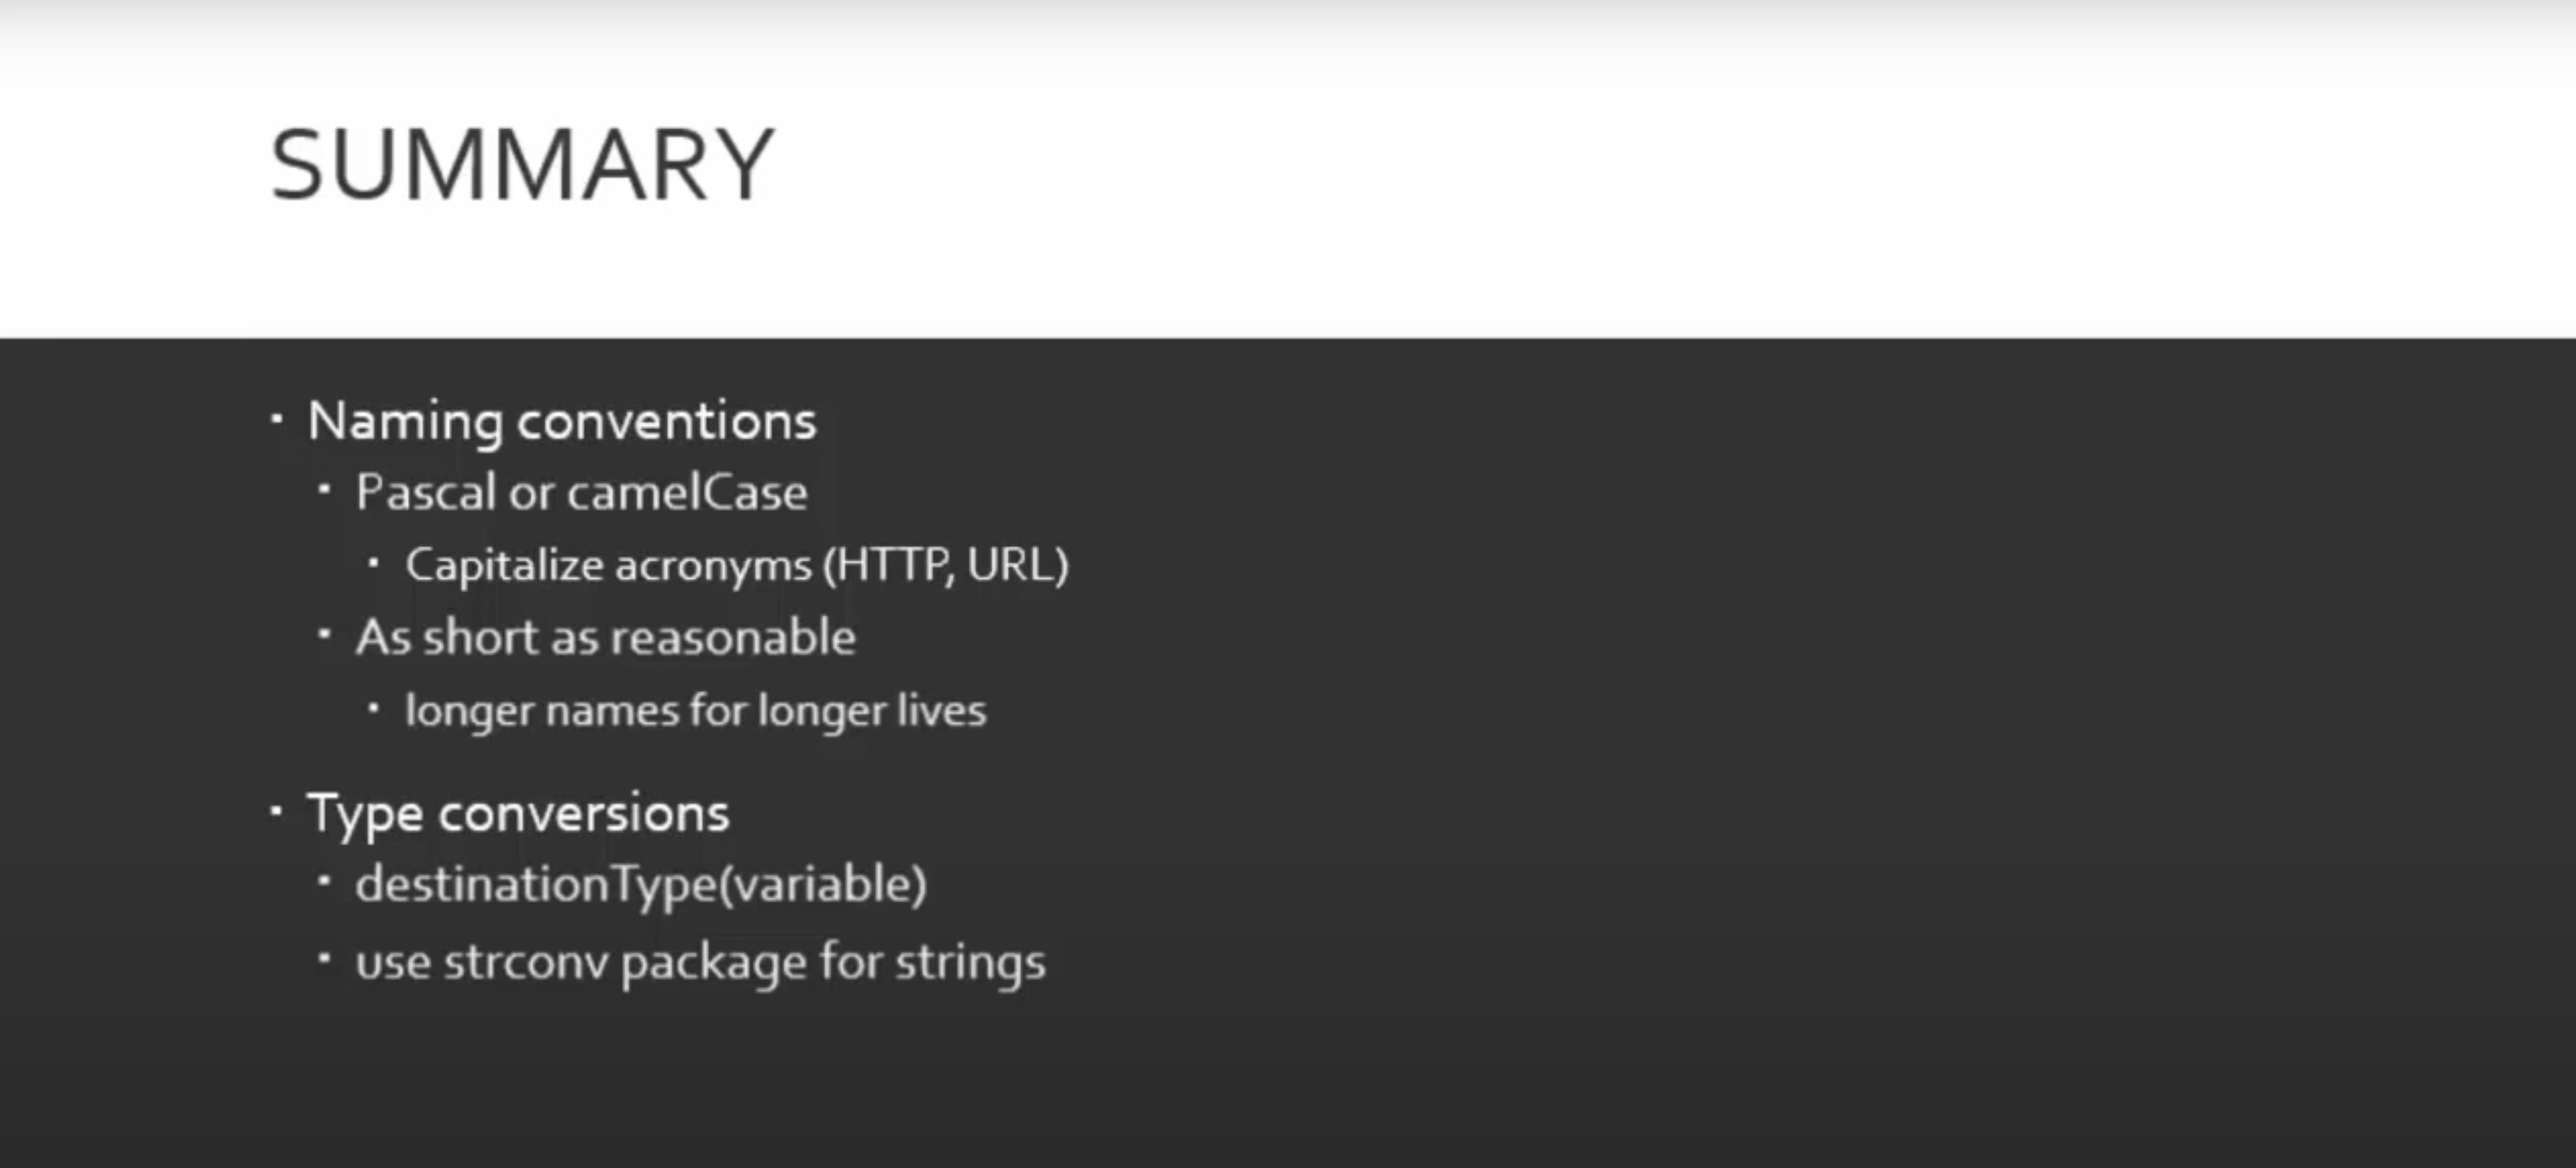 SUMMARY
Naming conventions
Pascal or camelCase
Capitalize acronyms (HTTP, URL)
As short as reasonable
longer names for longer lives
Type conversions
destinationType(variable)
use strconv package for strings